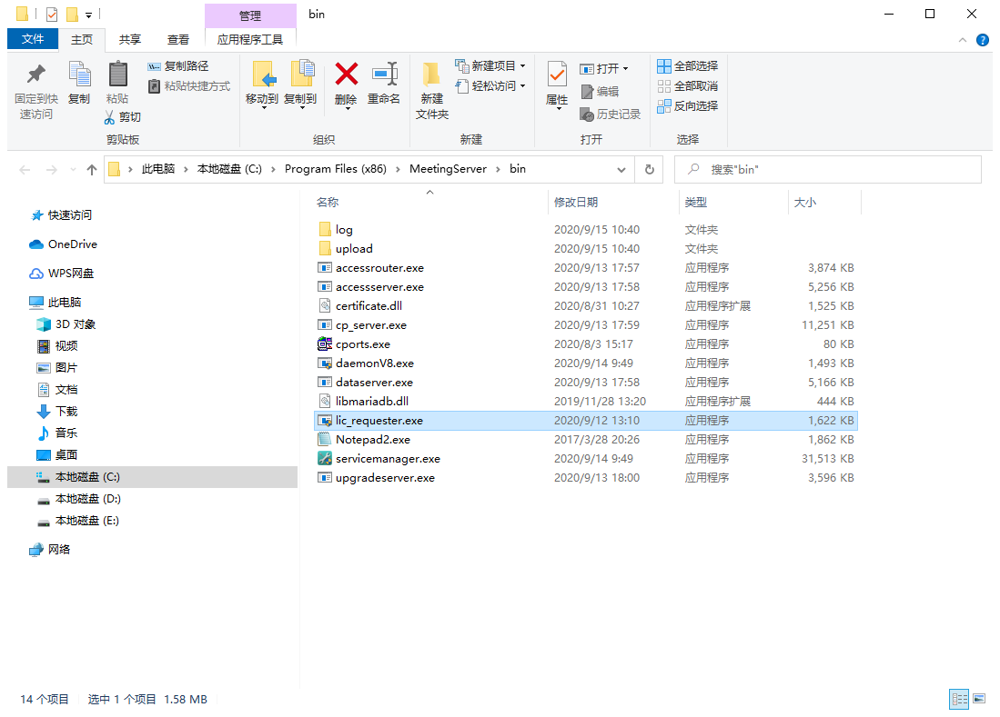 管理
bin
文件
主页
共享
查看
应用程序工具
固定到快
速访问
复制
粘贴
复制路径
粘贴快捷方式
剪切
剪贴板
移动到
复制到
删除
重命名
组织
新建
文件夹
新建项目
轻松访问
新建
属性
打开
编辑
历史记录
打开
全部选择
全部取消
反向选择
选择
此电脑
本地磁盘 (C:)
Program Files (x86)
MeetingServer
bin
搜索"bin"
快速访问
OneDrive
WPS网盘
此电脑
3D 对象
视频
图片
文档
下载
音乐
桌面
本地磁盘 (C:)
本地磁盘 (D:)
本地磁盘 (E:)
网络
名称 修改日期 类型 大小
log 2020/9/15 10:40 文件夹
upload 2020/9/15 10:40 文件夹
accessrouter.exe 2020/9/13 17:57 应用程序 3,874 KB
accessserver.exe 2020/9/13 17:58 应用程序 5,256 KB
certificate.dll 2020/8/31 10:27 应用程序扩展 1,525 KB
cp_server.exe 2020/9/13 17:59 应用程序 11,251 KB
cports.exe 2020/8/3 15:17 应用程序 80 KB
daemonV8.exe 2020/9/14 9:49 应用程序 1,493 KB
dataserver.exe 2020/9/13 17:58 应用程序 5,166 KB
libmariadb.dll 2019/11/28 13:20 应用程序扩展 444 KB
lic_requester.exe 2020/9/12 13:10 应用程序 1,622 KB
Notepad2.exe 2017/3/28 20:26 应用程序 1,862 KB
servicemanager.exe 2020/9/14 9:49 应用程序 31,513 KB
upgradeserver.exe 2020/9/13 18:00 应用程序 3,596 KB
14 个项目 选中 1 个项目 1.58 MB